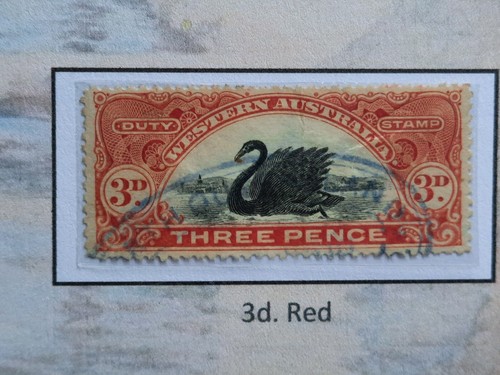 WESTERN AUSTRALIA
DUTY STAMP
3D. 3D.
THREE PENCE
3d. Red